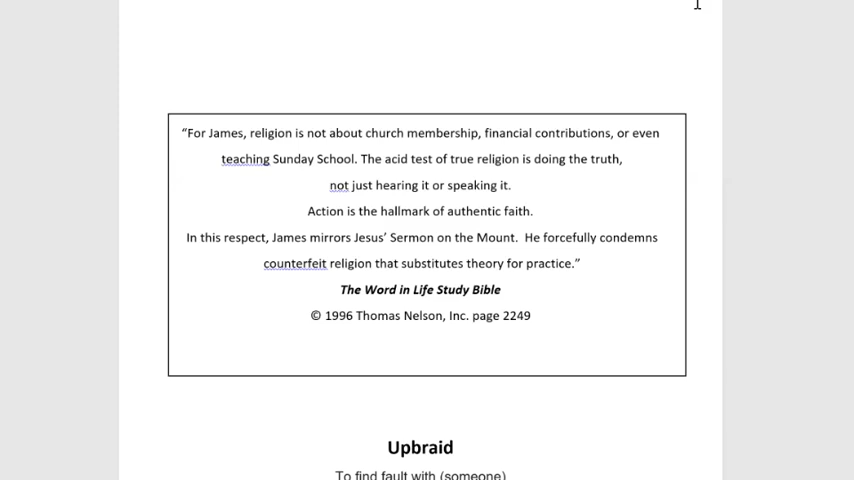 “For James, religion is not about church membership, financial contributions, or even
teaching Sunday School. The acid test of true religion is doing the truth,
not just hearing it or speaking it.
Action is the hallmark of authentic faith.
In this respect, James mirrors Jesus’ Sermon on the Mount.  He forcefully condemns
counterfeit religion that substitutes theory for practice.”
The Word in Life Study Bible
© 1996 Thomas Nelson, Inc. page 2249
Upbraid
To find fault with (someone)